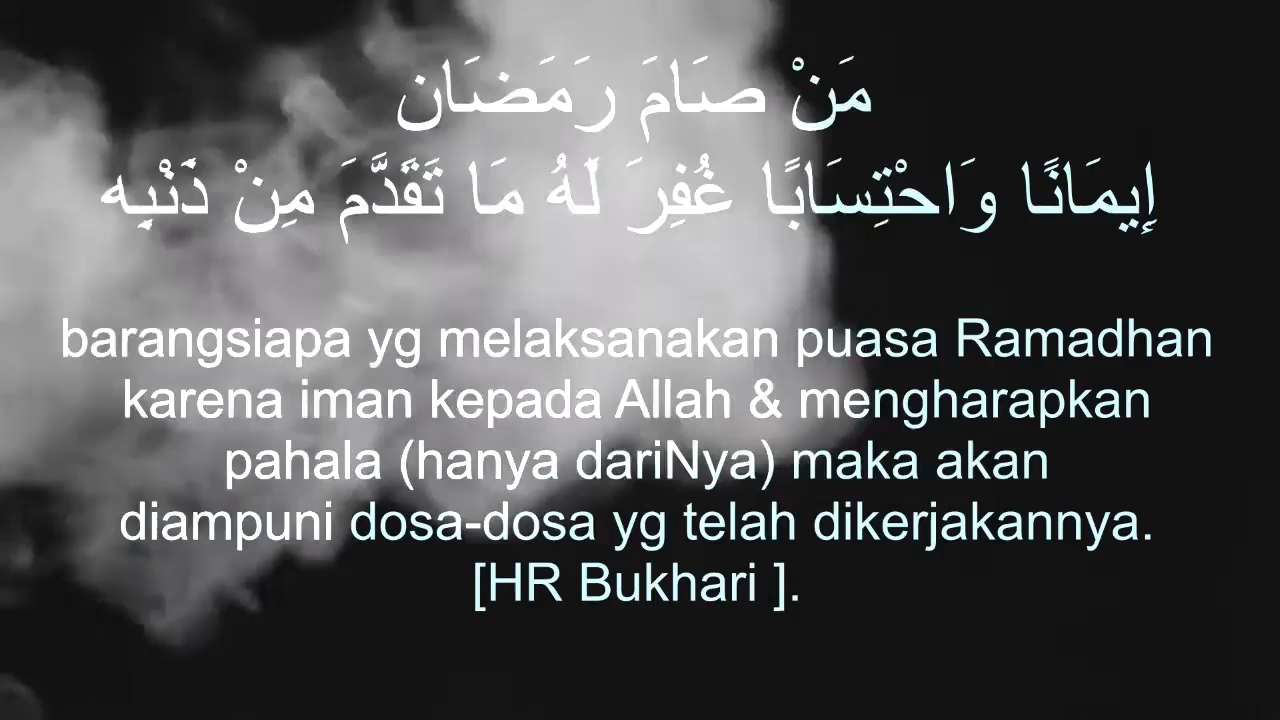 مَنْ صَامَ رَمَضَان
إِيمَانًا وَاحْتِسَابًا غُفِرَ لَهُ مَا تَقَدَّمَ مِنْ ذَنْبِه
barangsiapa yg melaksanakan puasa Ramadhan
karena iman kepada Allah & mengharapkan
pahala (hanya dariNya) maka akan
diampuni dosa-dosa yg telah dikerjakannya.
[HR Bukhari ].